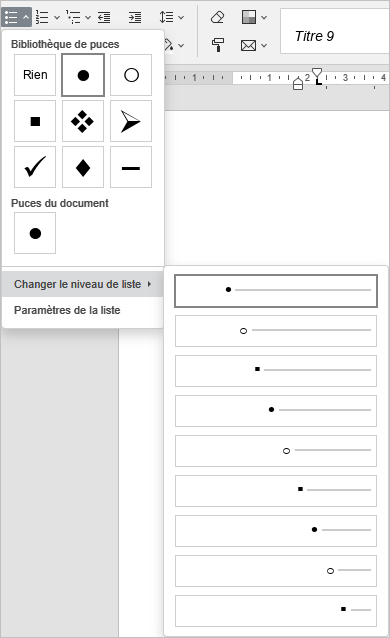 Titre 9
1 1 2 3 4
Bibliothèque de puces
Rien
Puces du document
Changer le niveau de liste
Paramètres de la liste